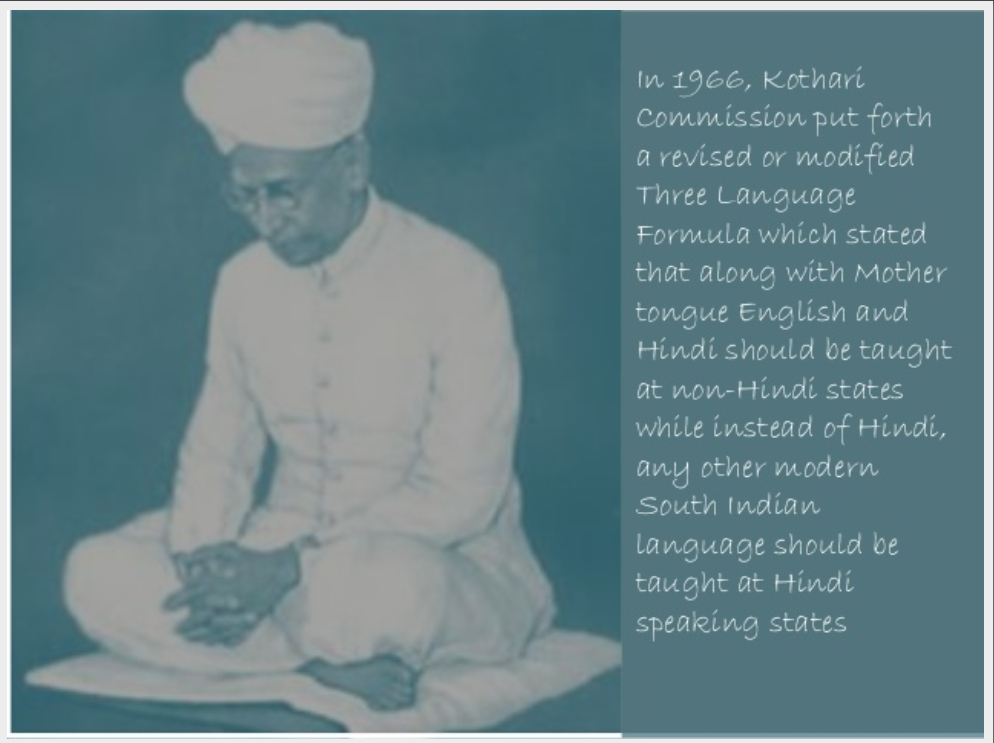 In 1966, Kothari
Commission put forth
a revised or modified
Three Language
Formula which stated
that along with Mother
tongue English and
Hindi should be taught
at non-Hindi states
while instead of Hindi,
any other modern
South Indian
language should be
taught at Hindi
speaking states